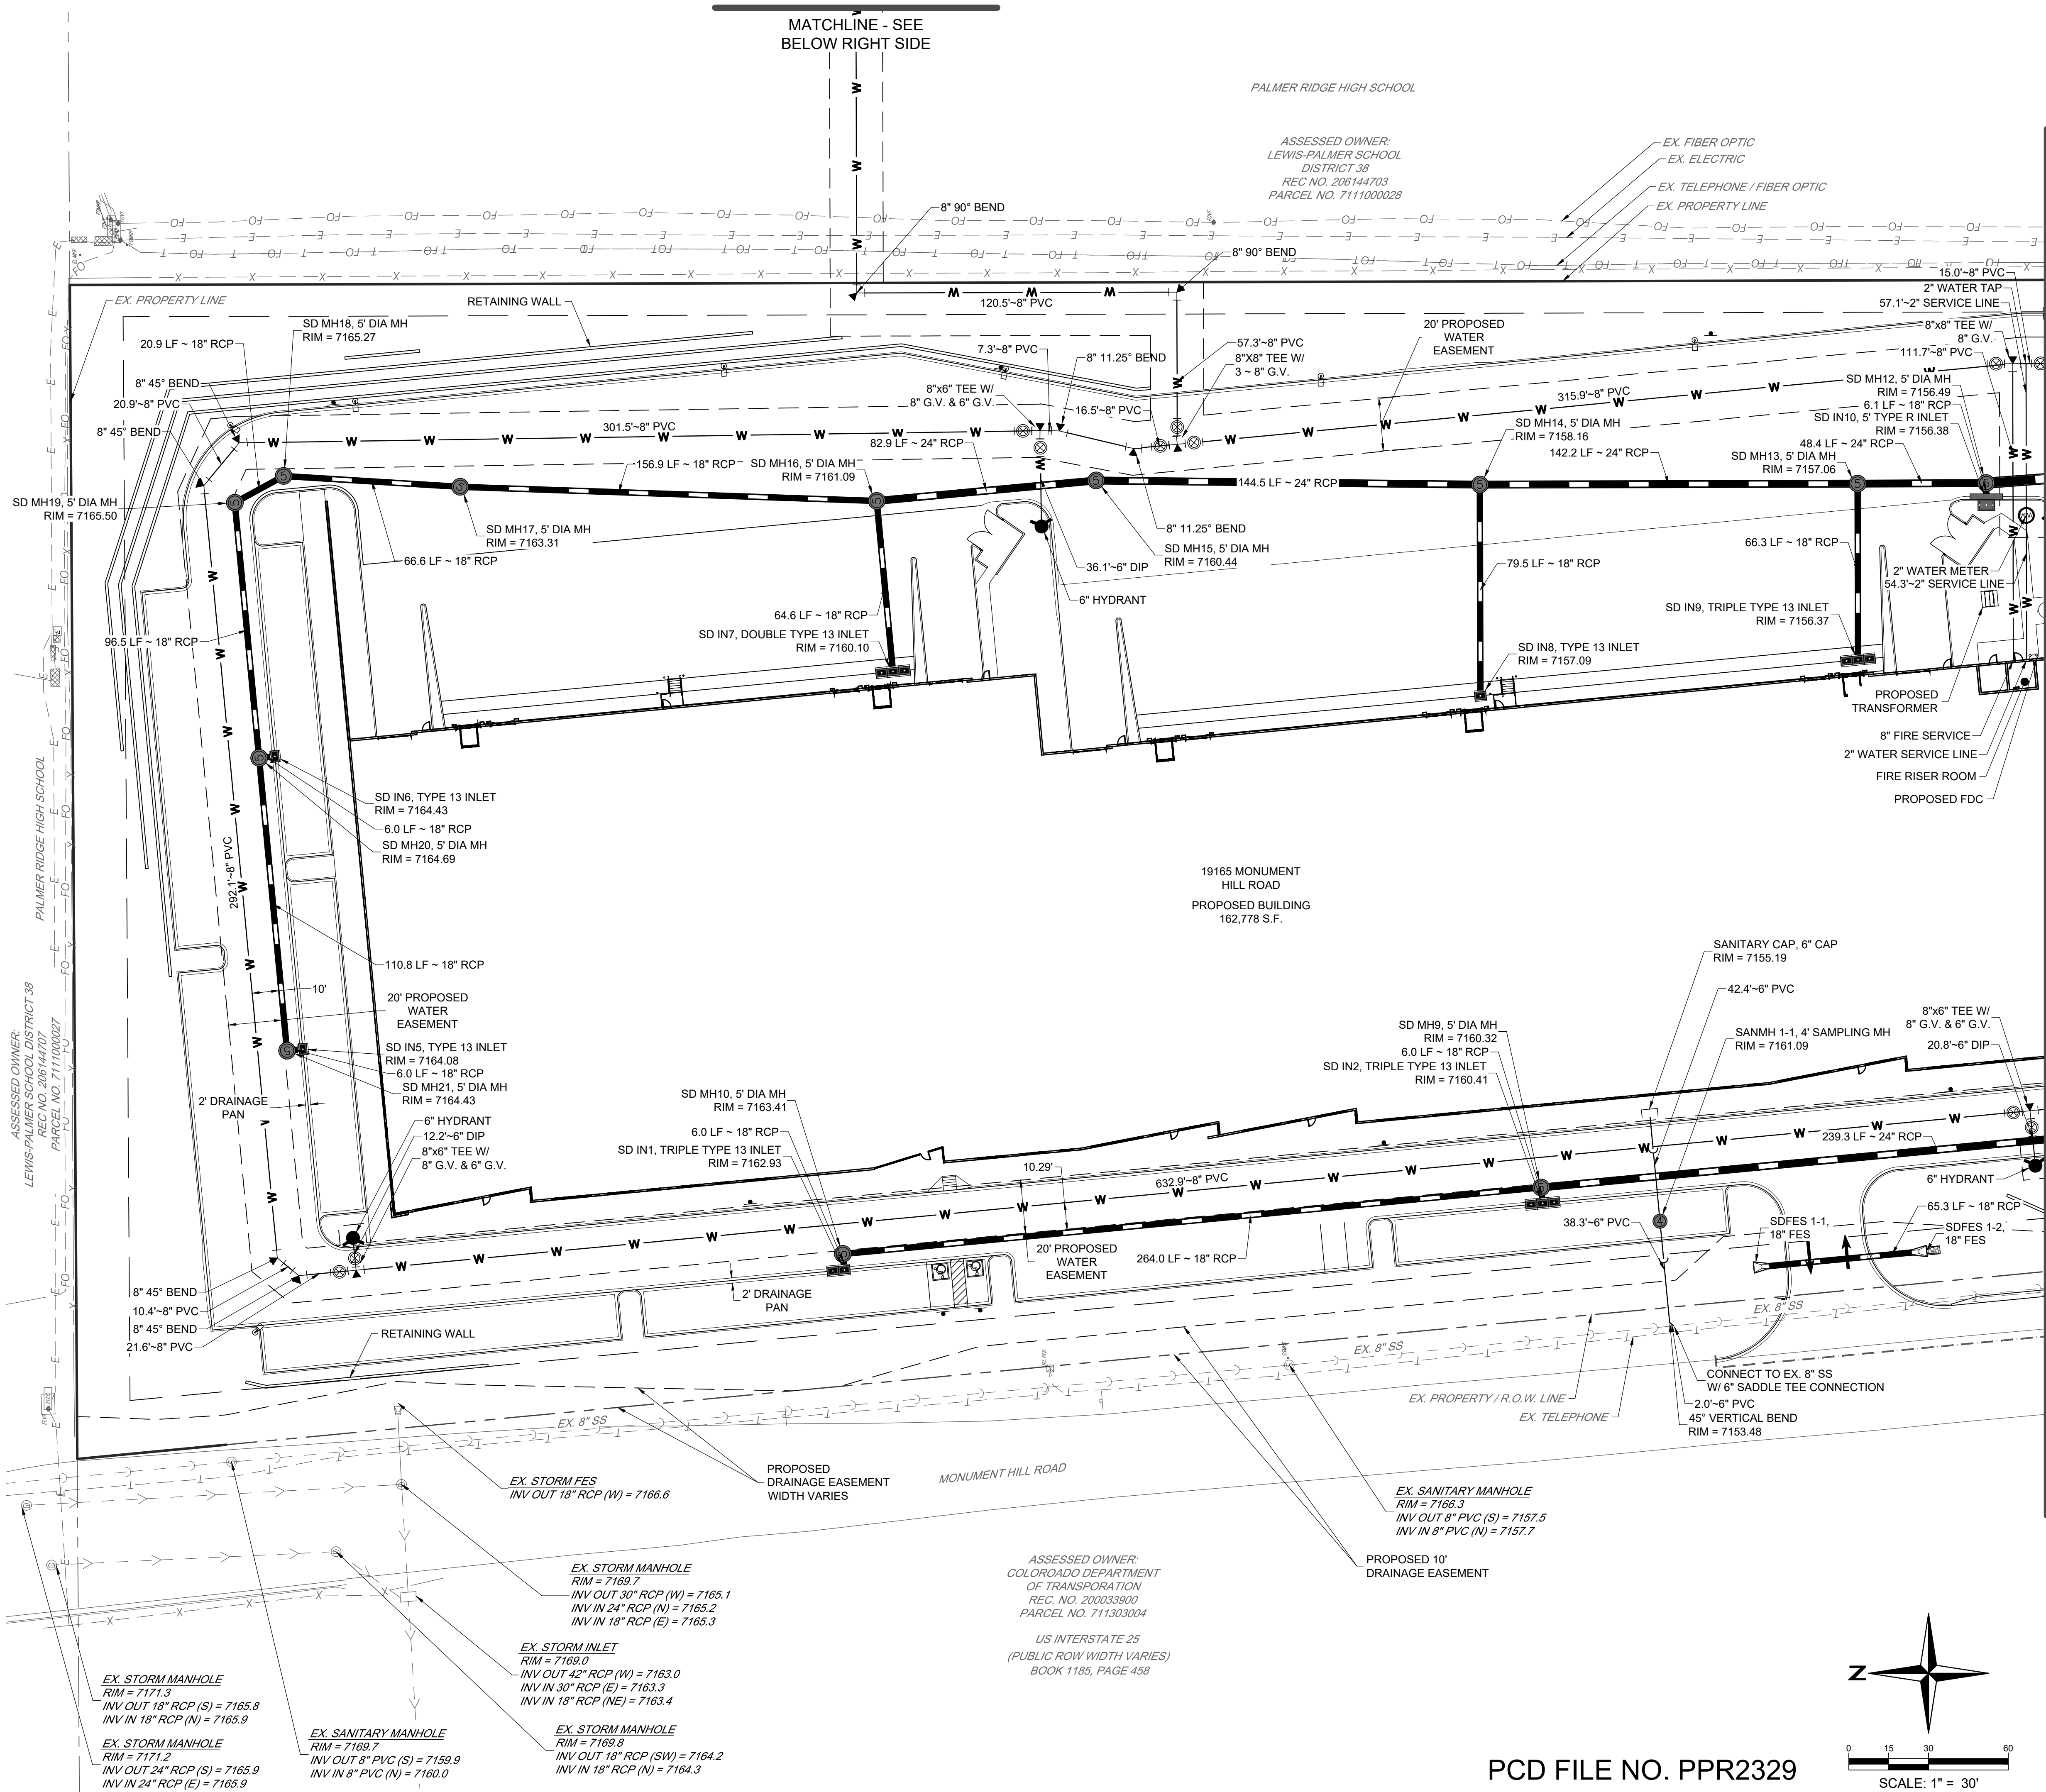 MATCHLINE - SEE
BELOW RIGHT SIDE
PALMER RIDGE HIGH SCHOOL
ASSESSED OWNER:
LEWIS-PALMER SCHOOL
DISTRICT 38
REC NO. 206144703
PARCEL NO. 7111000028
EX. FIBER OPTIC
EX. ELECTRIC
EX. TELEPHONE / FIBER OPTIC
EX. PROPERTY LINE
8" 90° BEND
8" 90° BEND
120.5'~8" PVC
EX. PROPERTY LINE
RETAINING WALL
SD MH18, 5' DIA MH
RIM = 7165.27
20.9 LF ~ 18" RCP
8" 45° BEND
20.9'~8" PVC
8" 45° BEND
301.5'~8" PVC
7.3'~8" PVC
8" 11.25° BEND
8"x6" TEE W/
8" G.V. & 6" G.V.
16.5'~8" PVC
57.3'~8" PVC
8"X8" TEE W/
3 ~ 8" G.V.
20' PROPOSED
WATER
EASEMENT
315.9'~8" PVC
15.0'~8" PVC
2" WATER TAP
57.1'~2" SERVICE LINE
8"x8" TEE W/
8" G.V.
111.7'~8" PVC
SD MH12, 5' DIA MH
RIM = 7156.49
6.1 LF ~ 18" RCP
SD IN10, 5' TYPE R INLET
RIM = 7156.38
48.4 LF ~ 24" RCP
SD MH14, 5' DIA MH
RIM = 7158.16
142.2 LF ~ 24" RCP
SD MH13, 5' DIA MH
RIM = 7157.06
82.9 LF ~ 24" RCP
156.9 LF ~ 18" RCP
SD MH16, 5' DIA MH
RIM = 7161.09
144.5 LF ~ 24" RCP
SD MH19, 5' DIA MH
RIM = 7165.50
SD MH17, 5' DIA MH
RIM = 7163.31
66.6 LF ~ 18" RCP
8" 11.25° BEND
SD MH15, 5' DIA MH
RIM = 7160.44
36.1'~6" DIP
6" HYDRANT
79.5 LF ~ 18" RCP
66.3 LF ~ 18" RCP
2" WATER METER
54.3'~2" SERVICE LINE
64.6 LF ~ 18" RCP
SD IN7, DOUBLE TYPE 13 INLET
RIM = 7160.10
SD IN9, TRIPLE TYPE 13 INLET
RIM = 7156.37
SD IN8, TYPE 13 INLET
RIM = 7157.09
96.5 LF ~ 18" RCP
PROPOSED
TRANSFORMER
8" FIRE SERVICE
2" WATER SERVICE LINE
FIRE RISER ROOM
PROPOSED FDC
SD IN6, TYPE 13 INLET
RIM = 7164.43
6.0 LF ~ 18" RCP
SD MH20, 5' DIA MH
RIM = 7164.69
292.1'~8" PVC
PALMER RIDGE HIGH SCHOOL
19165 MONUMENT
HILL ROAD
PROPOSED BUILDING
162,778 S.F.
110.8 LF ~ 18" RCP
10'
20' PROPOSED
WATER
EASEMENT
SD IN5, TYPE 13 INLET
RIM = 7164.08
6.0 LF ~ 18" RCP
SD MH21, 5' DIA MH
RIM = 7164.43
2' DRAINAGE
PAN
ASSESSED OWNER:
LEWIS-PALMER SCHOOL DISTRICT 38
REC NO. 206144707
PARCEL NO. 7111000027
6" HYDRANT
12.2'~6" DIP
8"x6" TEE W/
8" G.V. & 6" G.V.
SD MH10, 5' DIA MH
RIM = 7163.41
6.0 LF ~ 18" RCP
SD IN1, TRIPLE TYPE 13 INLET
RIM = 7162.93
10.29'
632.9'~8" PVC
SANITARY CAP, 6" CAP
RIM = 7155.19
42.4'~6" PVC
SANMH 1-1, 4' SAMPLING MH
RIM = 7161.09
SD MH9, 5' DIA MH
RIM = 7160.32
6.0 LF ~ 18" RCP
SD IN2, TRIPLE TYPE 13 INLET
RIM = 7160.41
8"x6" TEE W/
8" G.V. & 6" G.V.
20.8'~6" DIP
239.3 LF ~ 24" RCP
6" HYDRANT
65.3 LF ~ 18" RCP
SDFES 1-1,
18" FES
SDFES 1-2,
18" FES
38.3'~6" PVC
20' PROPOSED
WATER
EASEMENT
264.0 LF ~ 18" RCP
8" 45° BEND
10.4'~8" PVC
8" 45° BEND
21.6'~8" PVC
2' DRAINAGE
PAN
RETAINING WALL
EX. 8" SS
EX. 8" SS
EX. 8" SS
EX. PROPERTY / R.O.W. LINE
EX. TELEPHONE
CONNECT TO EX. 8" SS
W/ 6" SADDLE TEE CONNECTION
2.0'~6" PVC
45° VERTICAL BEND
RIM = 7153.48
PROPOSED
DRAINAGE EASEMENT
WIDTH VARIES
MONUMENT HILL ROAD
EX. STORM FES
INV OUT 18" RCP (W) = 7166.6
EX. SANITARY MANHOLE
RIM = 7166.3
INV OUT 8" PVC (S) = 7157.5
INV IN 8" PVC (N) = 7157.7
PROPOSED 10'
DRAINAGE EASEMENT
EX. STORM MANHOLE
RIM = 7169.7
INV OUT 30" RCP (W) = 7165.1
INV IN 24" RCP (N) = 7165.2
INV IN 18" RCP (E) = 7165.3
ASSESSED OWNER:
COLOROADO DEPARTMENT
OF TRANSPORATION
REC. NO. 200033900
PARCEL NO. 711303004
US INTERSTATE 25
(PUBLIC ROW WIDTH VARIES)
BOOK 1185, PAGE 458
EX. STORM INLET
RIM = 7169.0
INV OUT 42" RCP (W) = 7163.0
INV IN 30" RCP (E) = 7163.3
INV IN 18" RCP (NE) = 7163.4
EX. STORM MANHOLE
RIM = 7171.3
INV OUT 18" RCP (S) = 7165.8
INV IN 18" RCP (N) = 7165.9
EX. STORM MANHOLE
RIM = 7171.2
INV OUT 24" RCP (S) = 7165.9
INV IN 24" RCP (E) = 7165.9
EX. SANITARY MANHOLE
RIM = 7169.7
INV OUT 8" PVC (S) = 7159.9
INV IN 8" PVC (N) = 7160.0
EX. STORM MANHOLE
RIM = 7169.8
INV OUT 18" RCP (SW) = 7164.2
INV IN 18" RCP (N) = 7164.3
PCD FILE NO. PPR2329
Z
0 15 30 60
SCALE: 1" = 30'